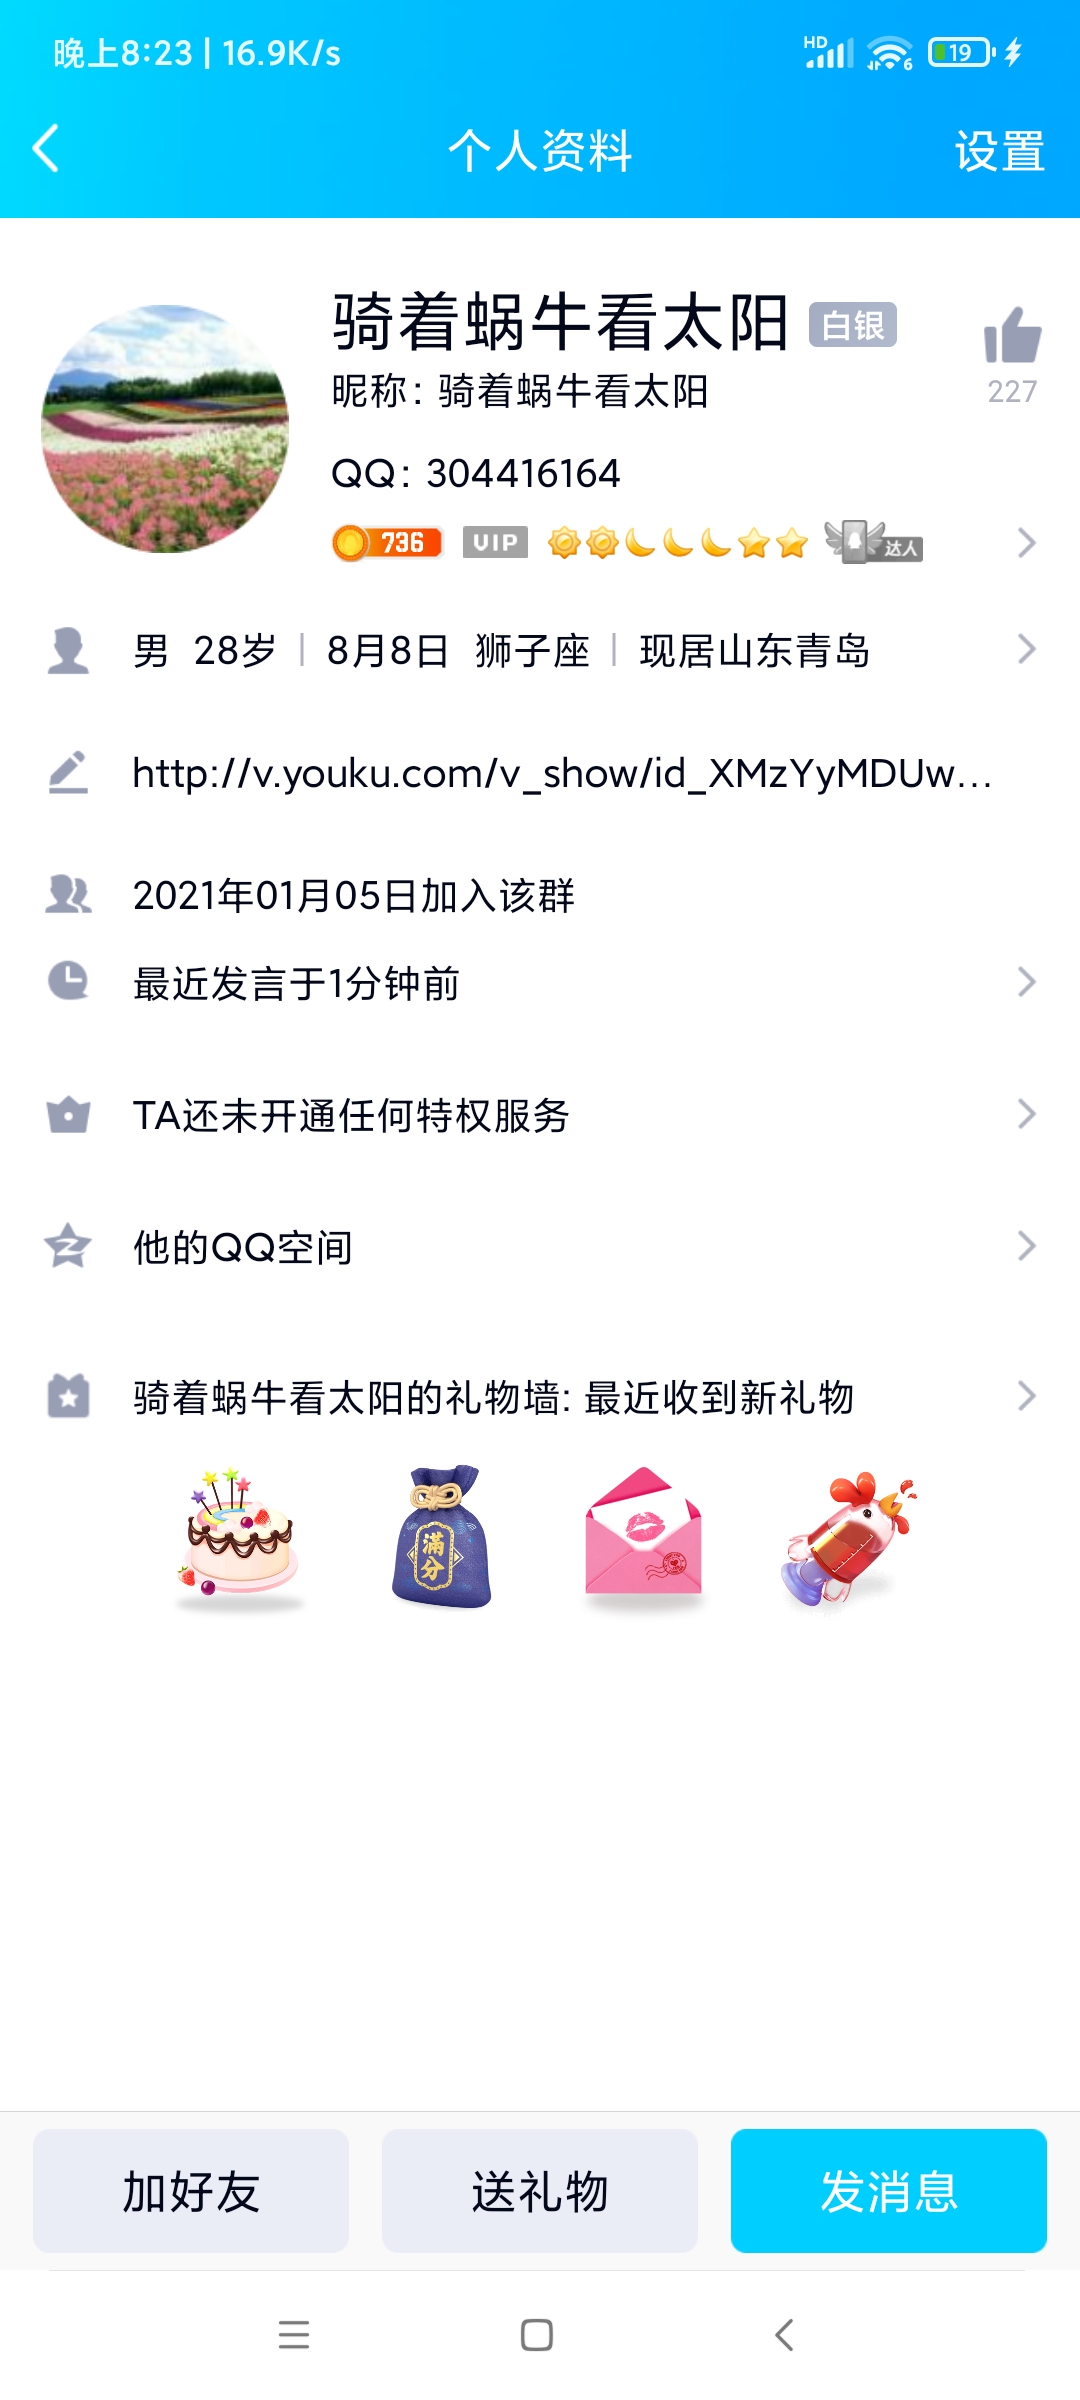 晚上8:23 | 16.9K/s
HD
6
19
个人资料
设置
骑着蜗牛看太阳 白银
昵称: 骑着蜗牛看太阳
227
QQ: 304416164
736 VIP 达人
男 28岁 | 8月8日 狮子座 | 现居山东青岛
http://v.youku.com/v_show/id_XMzYyMDUw...
2021年01月05日加入该群
最近发言于1分钟前
TA还未开通任何特权服务
他的QQ空间
骑着蜗牛看太阳的礼物墙: 最近收到新礼物
满分
加好友
送礼物
发消息